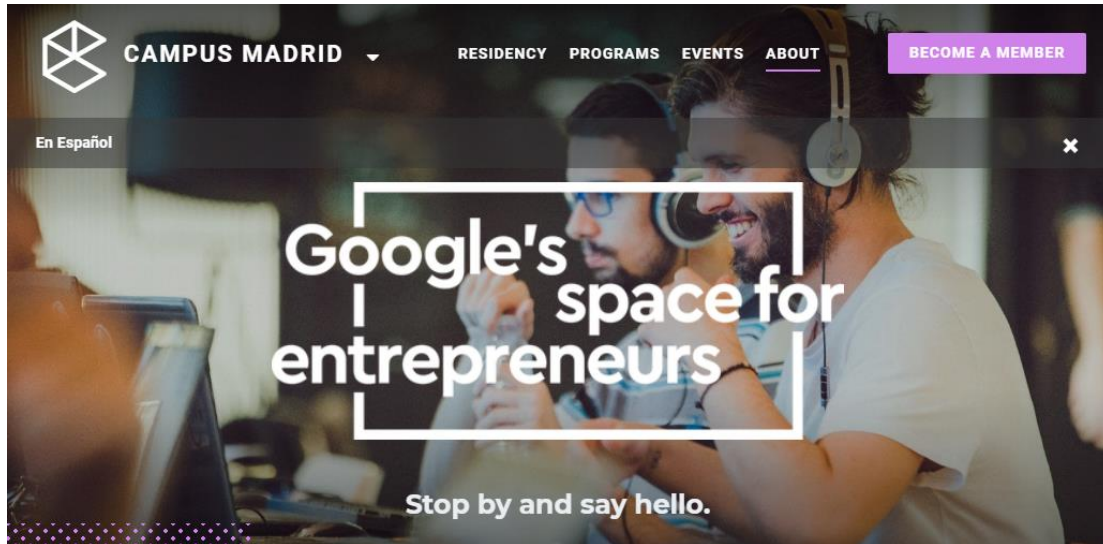 CAMPUS MADRID
RESIDENCY PROGRAMS EVENTS ABOUT
BECOME A MEMBER
En Español
Google's
space for
entrepreneurs
Stop by and say hello.